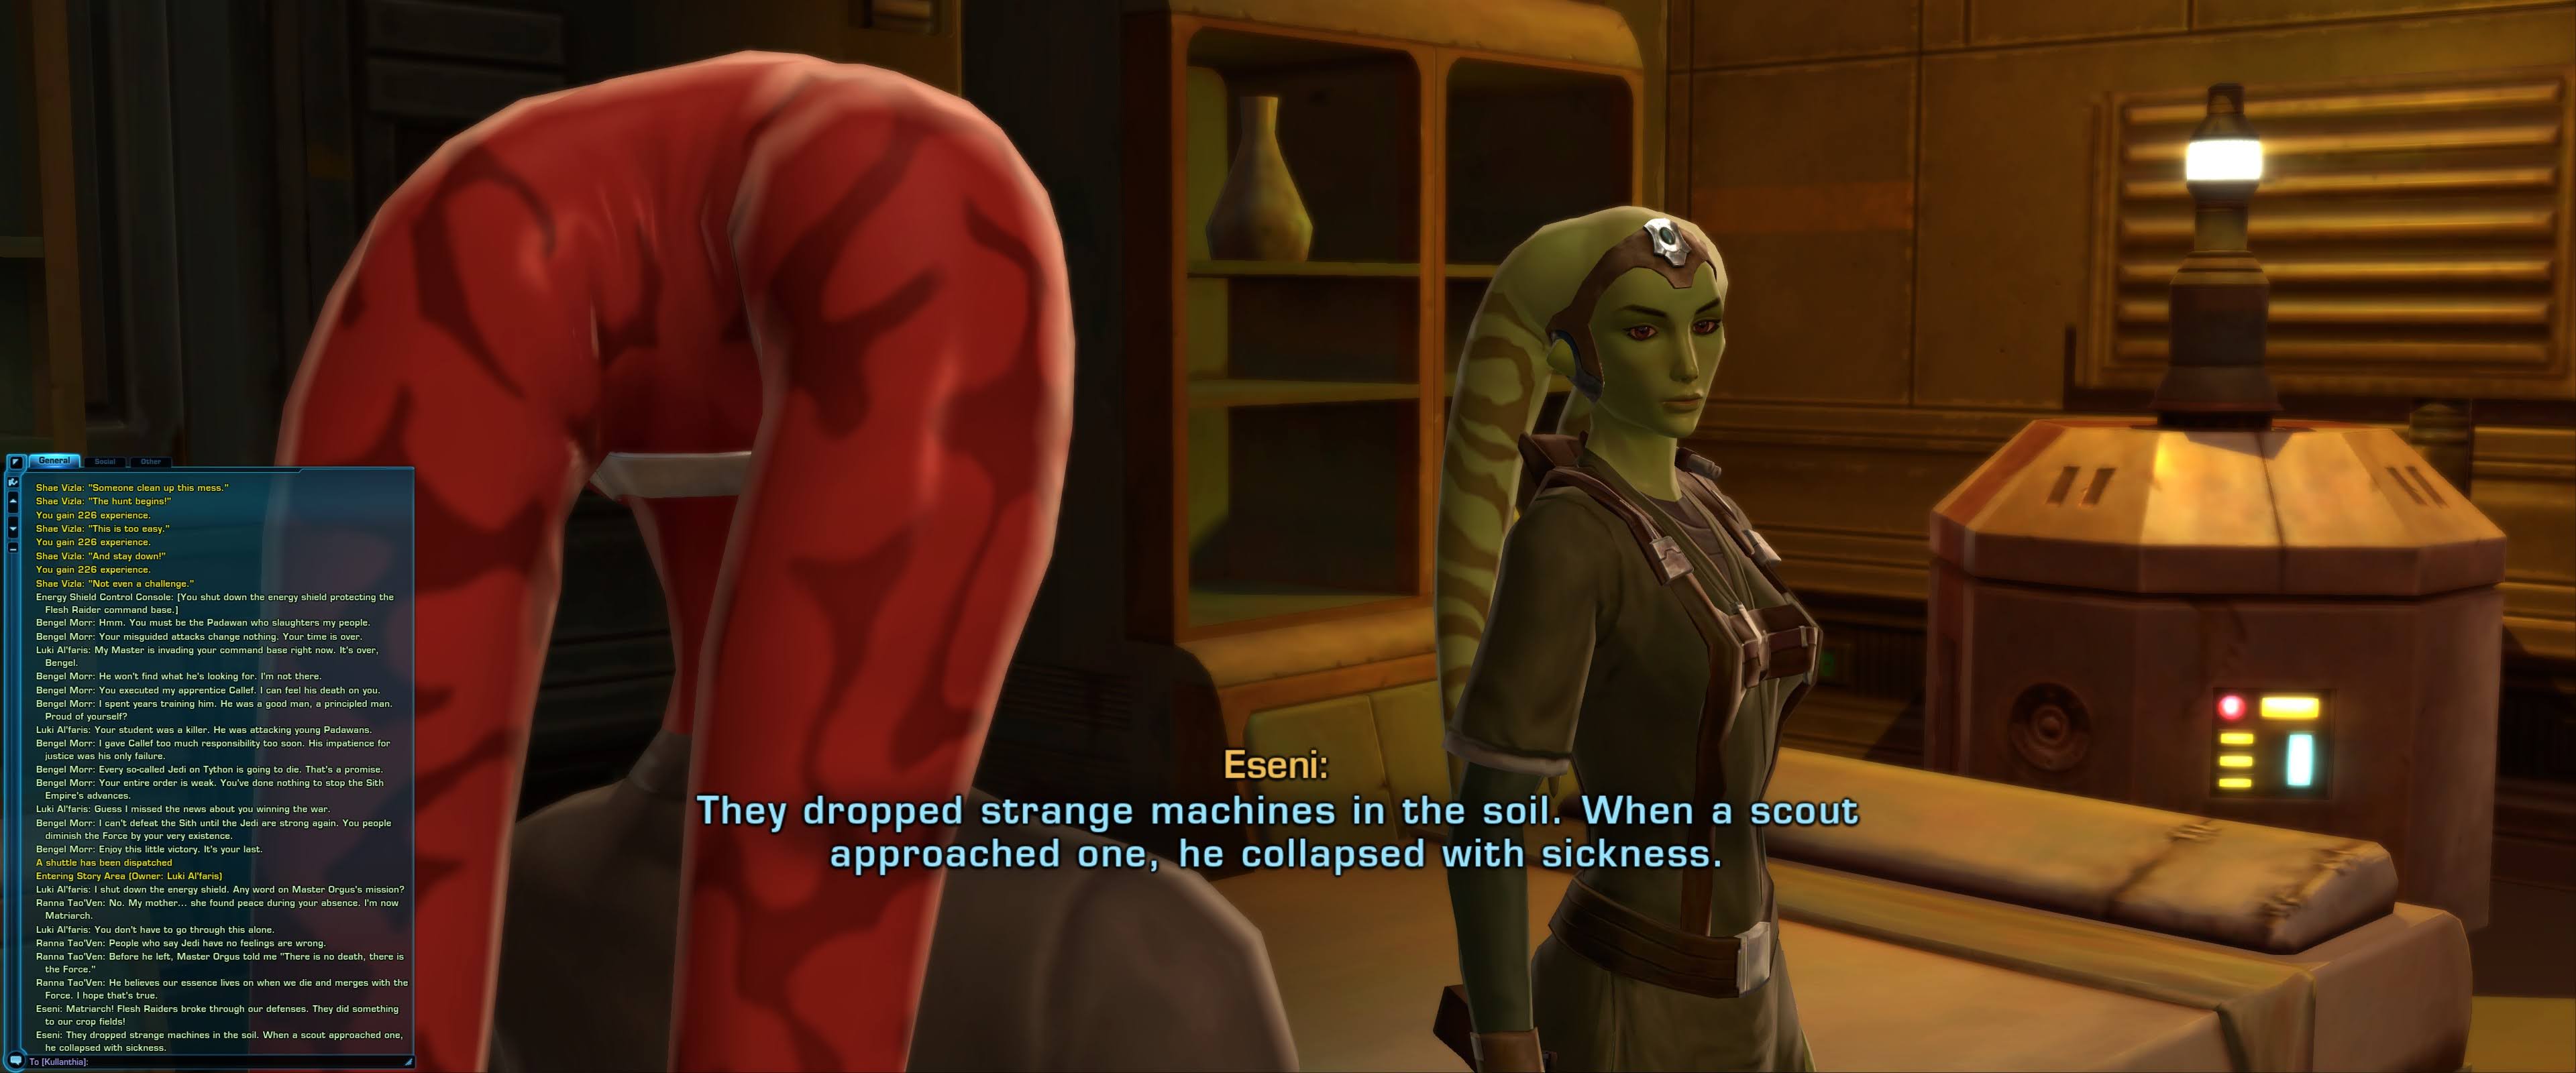 General Social Other
Shae Vizla: "Someone clean up this mess."
Shae Vizla: "The hunt begins!"
You gain 226 experience.
Shae Vizla: "This is too easy."
You gain 226 experience.
Shae Vizla: "And stay down!"
You gain 226 experience.
Shae Vizla: "Not even a challenge."
Energy Shield Control Console: [You shut down the energy shield protecting the
Flesh Raider command base.]
Bengel Morr: Hmm. You must be the Padawan who slaughters my people.
Bengel Morr: Your misguided attacks change nothing. Your time is over.
Luki Al'faris: My Master is invading your command base right now. It's over,
Bengel.
Bengel Morr: He won't find what he's looking for. I'm not there.
Bengel Morr: You executed my apprentice Callef. I can feel his death on you.
Bengel Morr: I spent years training him. He was a good man, a principled man.
Proud of yourself?
Luki Al'faris: Your student was a killer. He was attacking young Padawans.
Bengel Morr: I gave Callef too much responsibility too soon. His impatience for
justice was his only failure.
Bengel Morr: Every so-called Jedi on Tython is going to die. That's a promise.
Bengel Morr: Your entire order is weak. You've done nothing to stop the Sith
Empire's advances.
Luki Al'faris: Guess I missed the news about you winning the war.
Bengel Morr: I can't defeat the Sith until the Jedi are strong again. You people
diminish the Force by your very existence.
Bengel Morr: Enjoy this little victory. It's your last.
A shuttle has been dispatched
Entering Story Area (Owner: Luki Al'faris)
Luki Al'faris: I shut down the energy shield. Any word on Master Orgus's mission?
Ranna Tao'Ven: No. My mother... she found peace during your absence. I'm now
Matriarch.
Luki Al'faris: You don't have to go through this alone.
Ranna Tao'Ven: People who say Jedi have no feelings are wrong.
Ranna Tao'Ven: Before he left, Master Orgus told me "There is no death, there is
the Force."
Ranna Tao'Ven: He believes our essence lives on when we die and merges with the
Force. I hope that's true.
Eseni: Matriarch! Flesh Raiders broke through our defenses. They did something
to our crop fields!
Eseni: They dropped strange machines in the soil. When a scout approached one,
he collapsed with sickness.
To [Kullanthia]:
Eseni:
They dropped strange machines in the soil. When a scout
approached one, he collapsed with sickness.